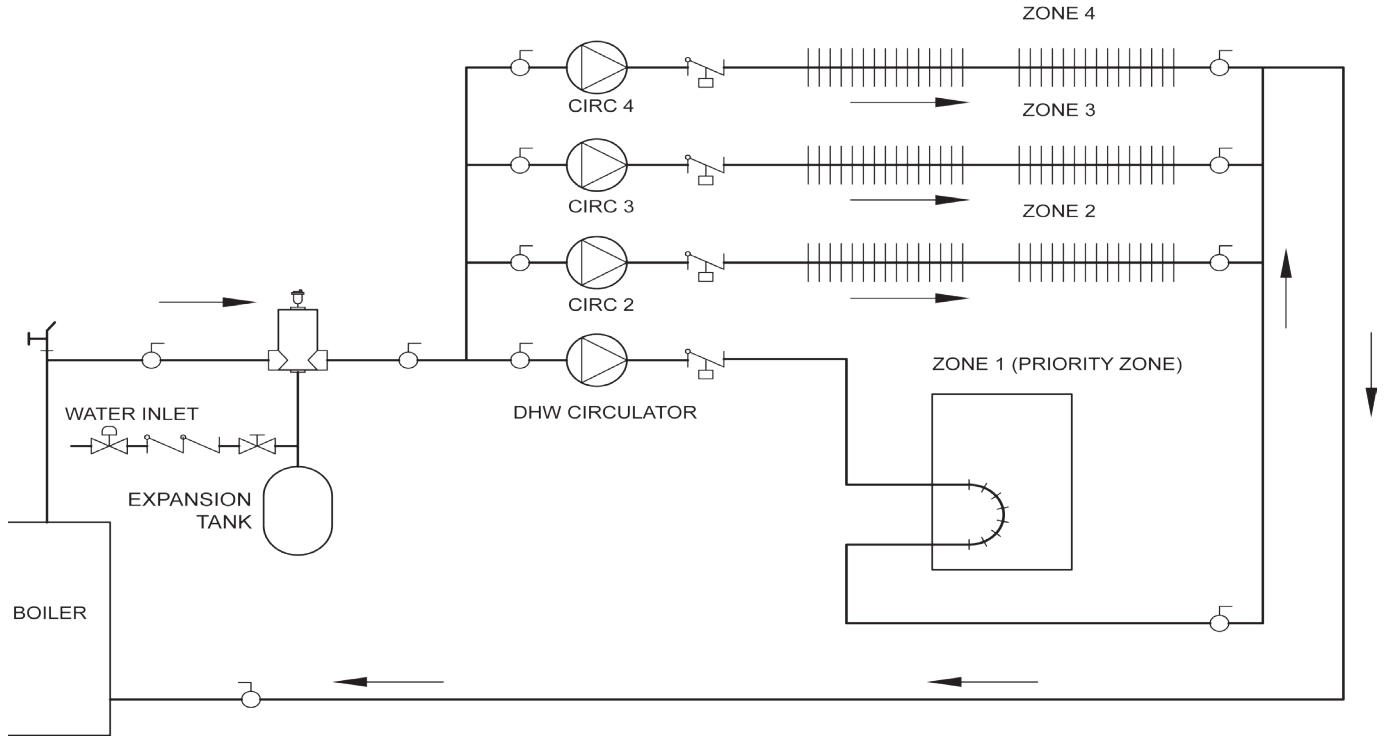 ZONE 4
CIRC 4
ZONE 3
CIRC 3
ZONE 2
CIRC 2
ZONE 1 (PRIORITY ZONE)
DHW CIRCULATOR
WATER INLET
EXPANSION
TANK
BOILER